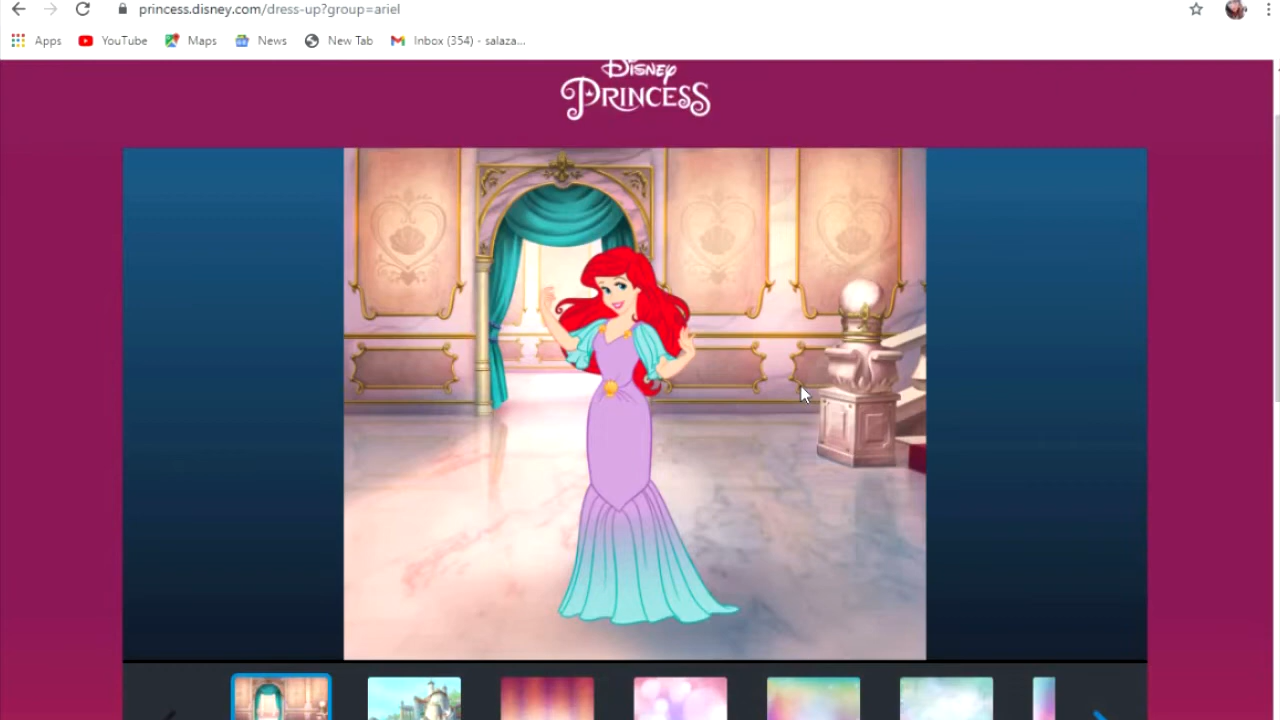 princess.disney.com/dress-up?group=ariel
Apps YouTube Maps News New Tab Inbox (354) - salaza...
Disney
Princess